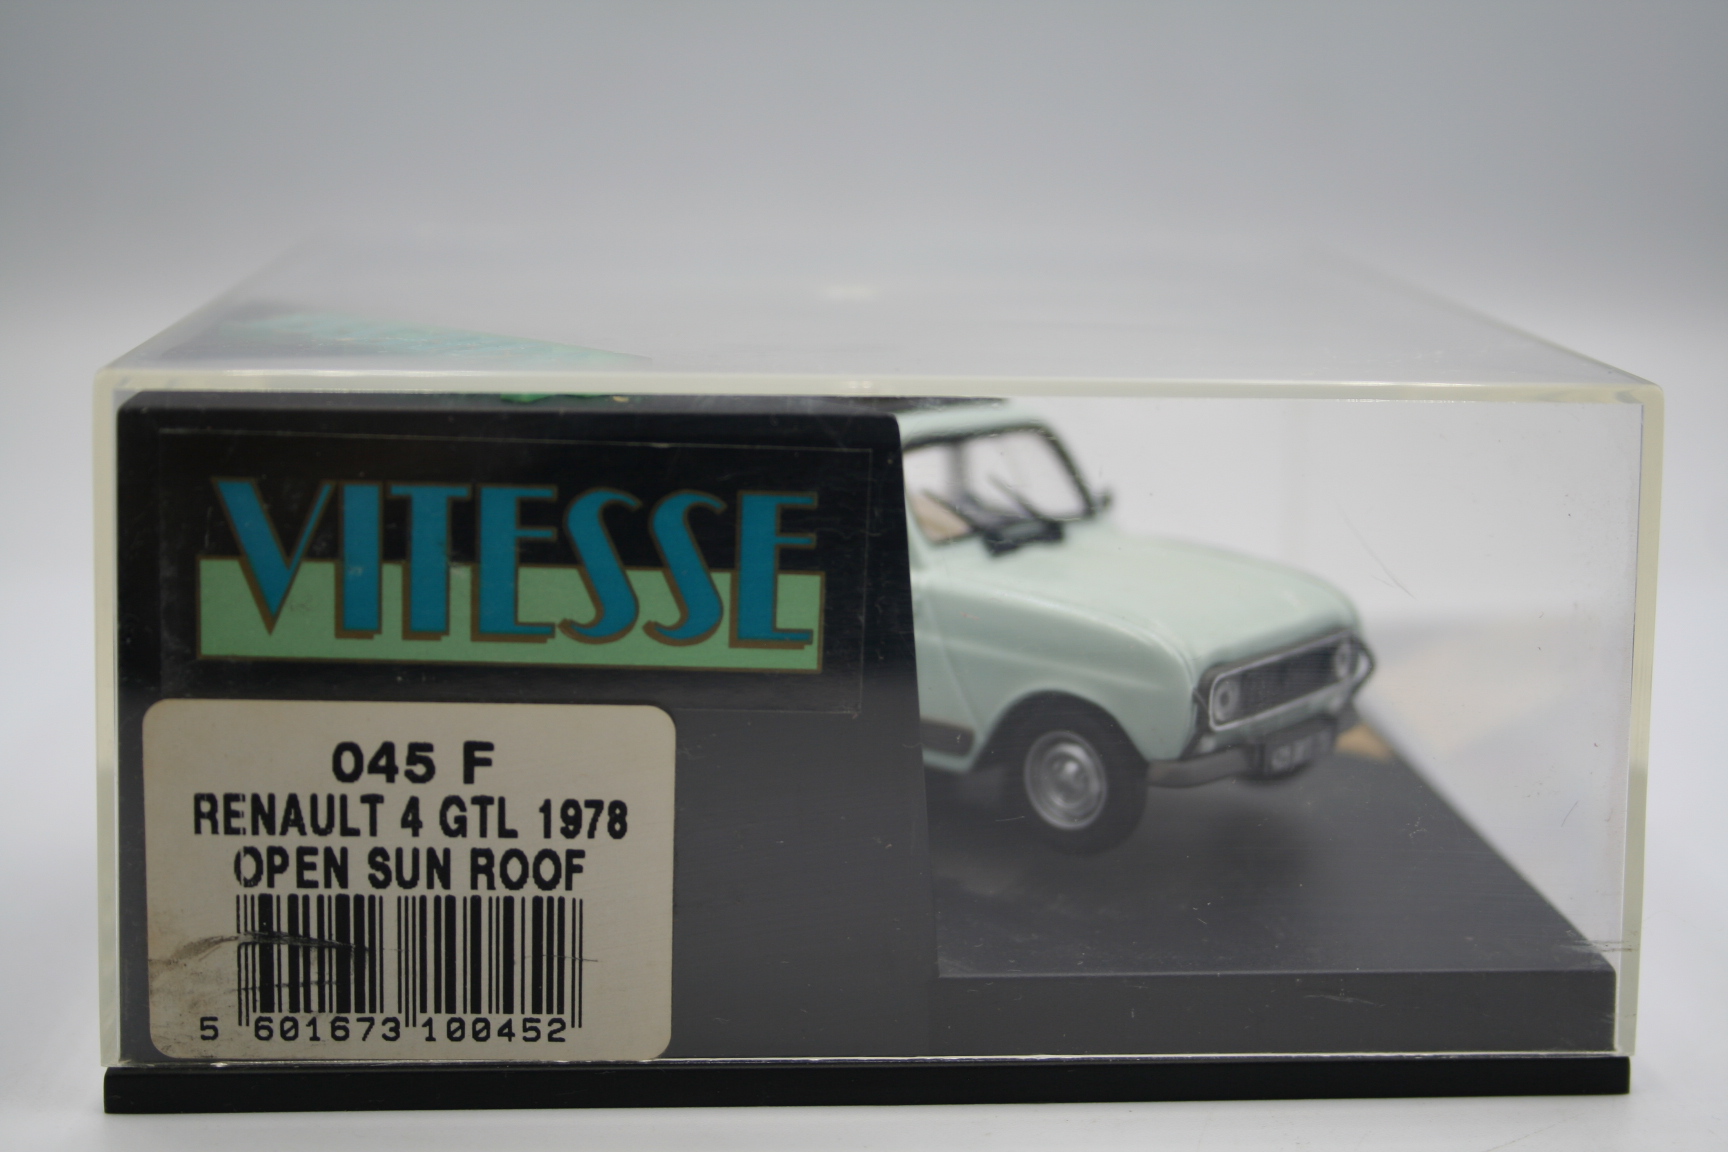 VITESSE
045 F
RENAULT 4 GTL 1978
OPEN SUN ROOF
5 601673 100452